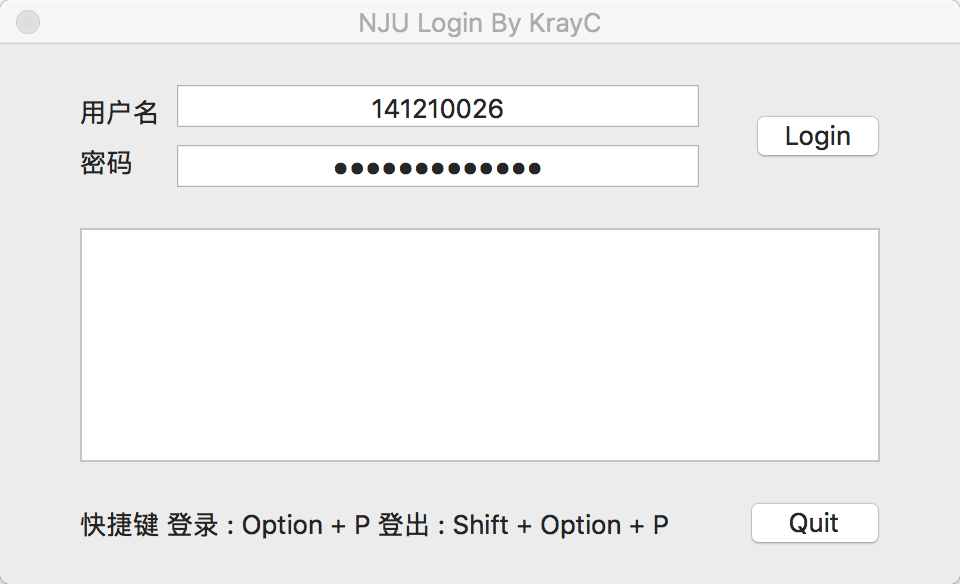 NJU Login By KrayC
用户名
141210026
Login
密码
●●●●●●●●●●●●●
快捷键 登录 : Option + P 登出 : Shift + Option + P
Quit